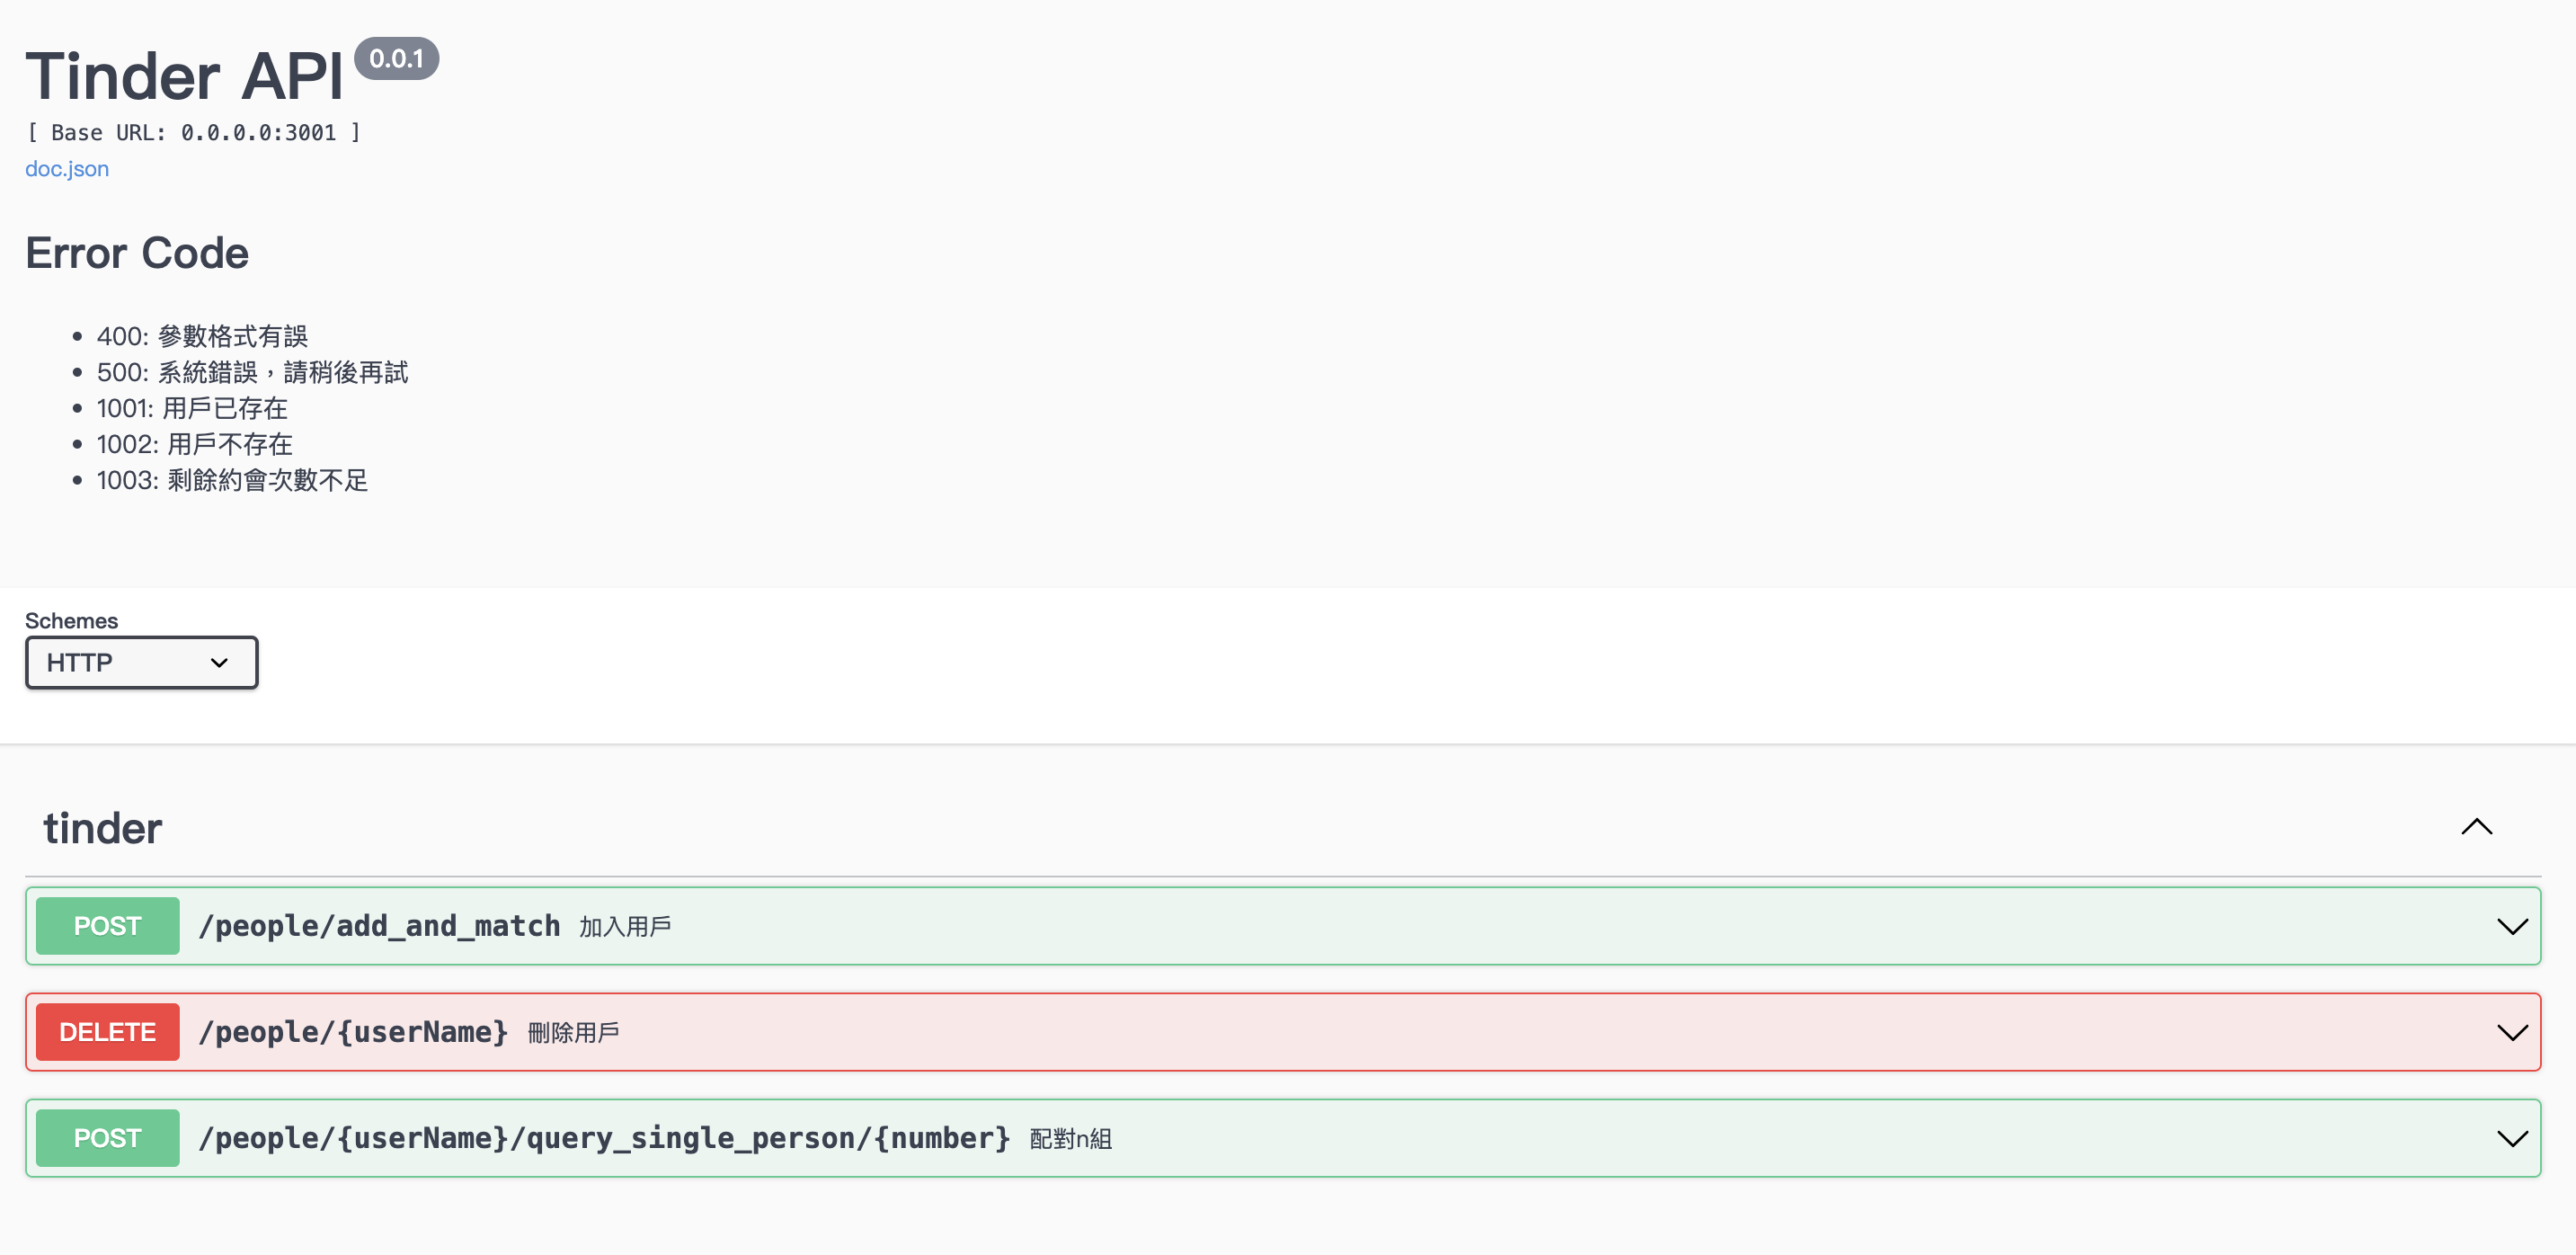 Tinder API 0.0.1
[ Base URL: 0.0.0.0:3001 ]
doc.json
Error Code
400: 參數格式有誤
500: 系統錯誤，請稍後再試
1001: 用戶已存在
1002: 用戶不存在
1003: 剩餘約會次數不足
Schemes
HTTP
tinder
POST /people/add_and_match 加入用戶
DELETE /people/{userName} 刪除用戶
POST /people/{userName}/query_single_person/{number} 配對n組